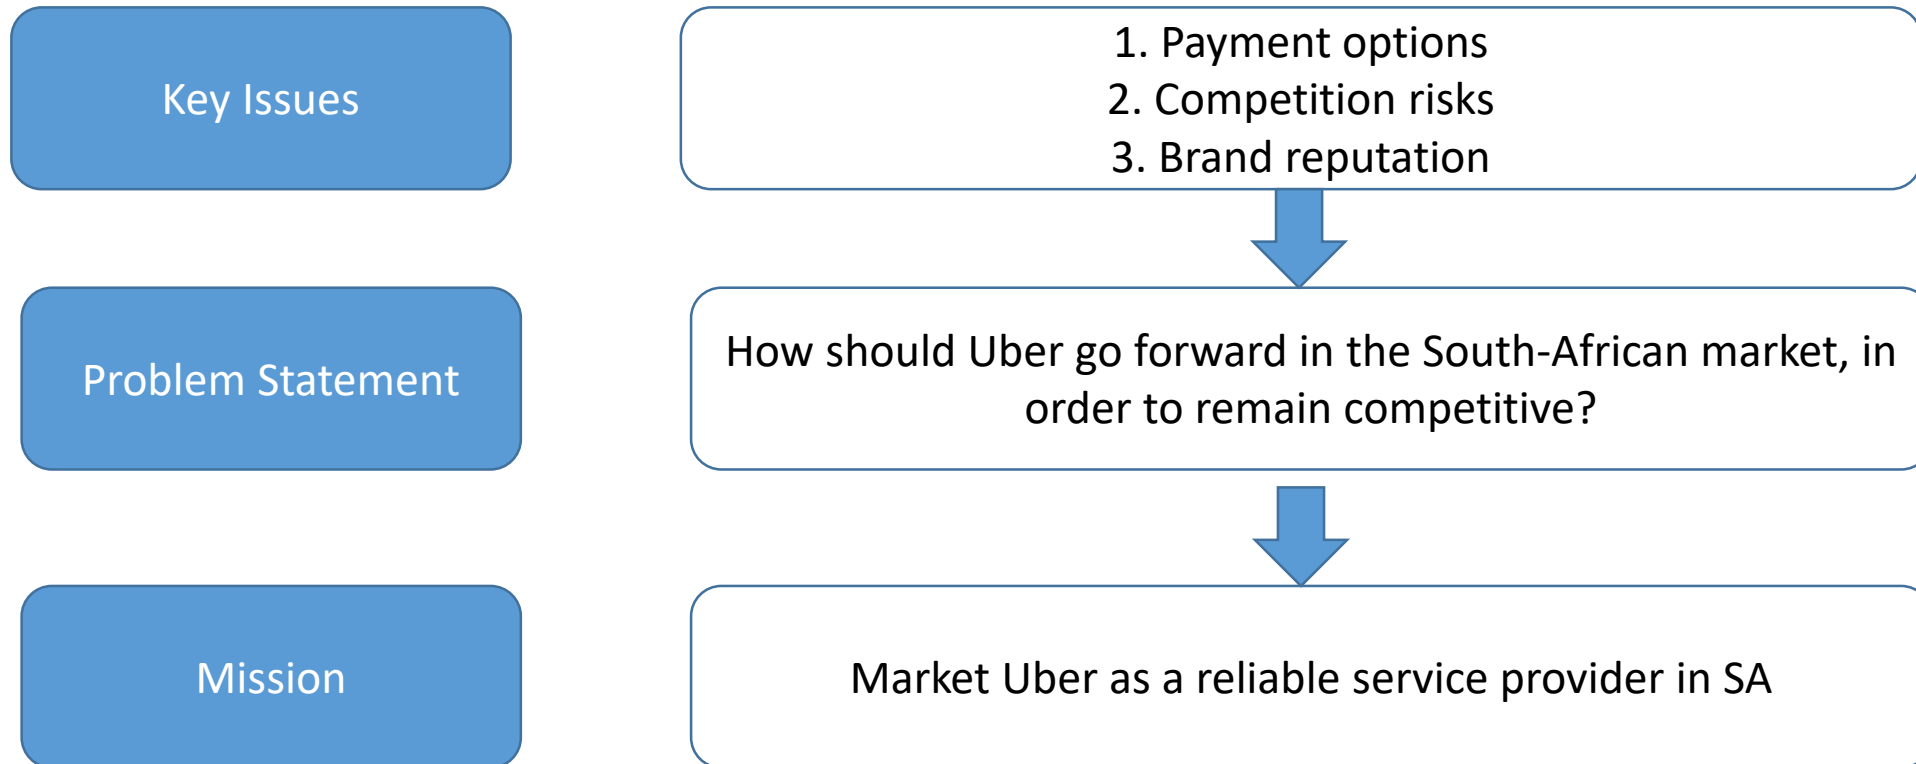 Key Issues
1. Payment options
2. Competition risks
3. Brand reputation
Problem Statement
How should Uber go forward in the South-African market, in
order to remain competitive?
Mission
Market Uber as a reliable service provider in SA